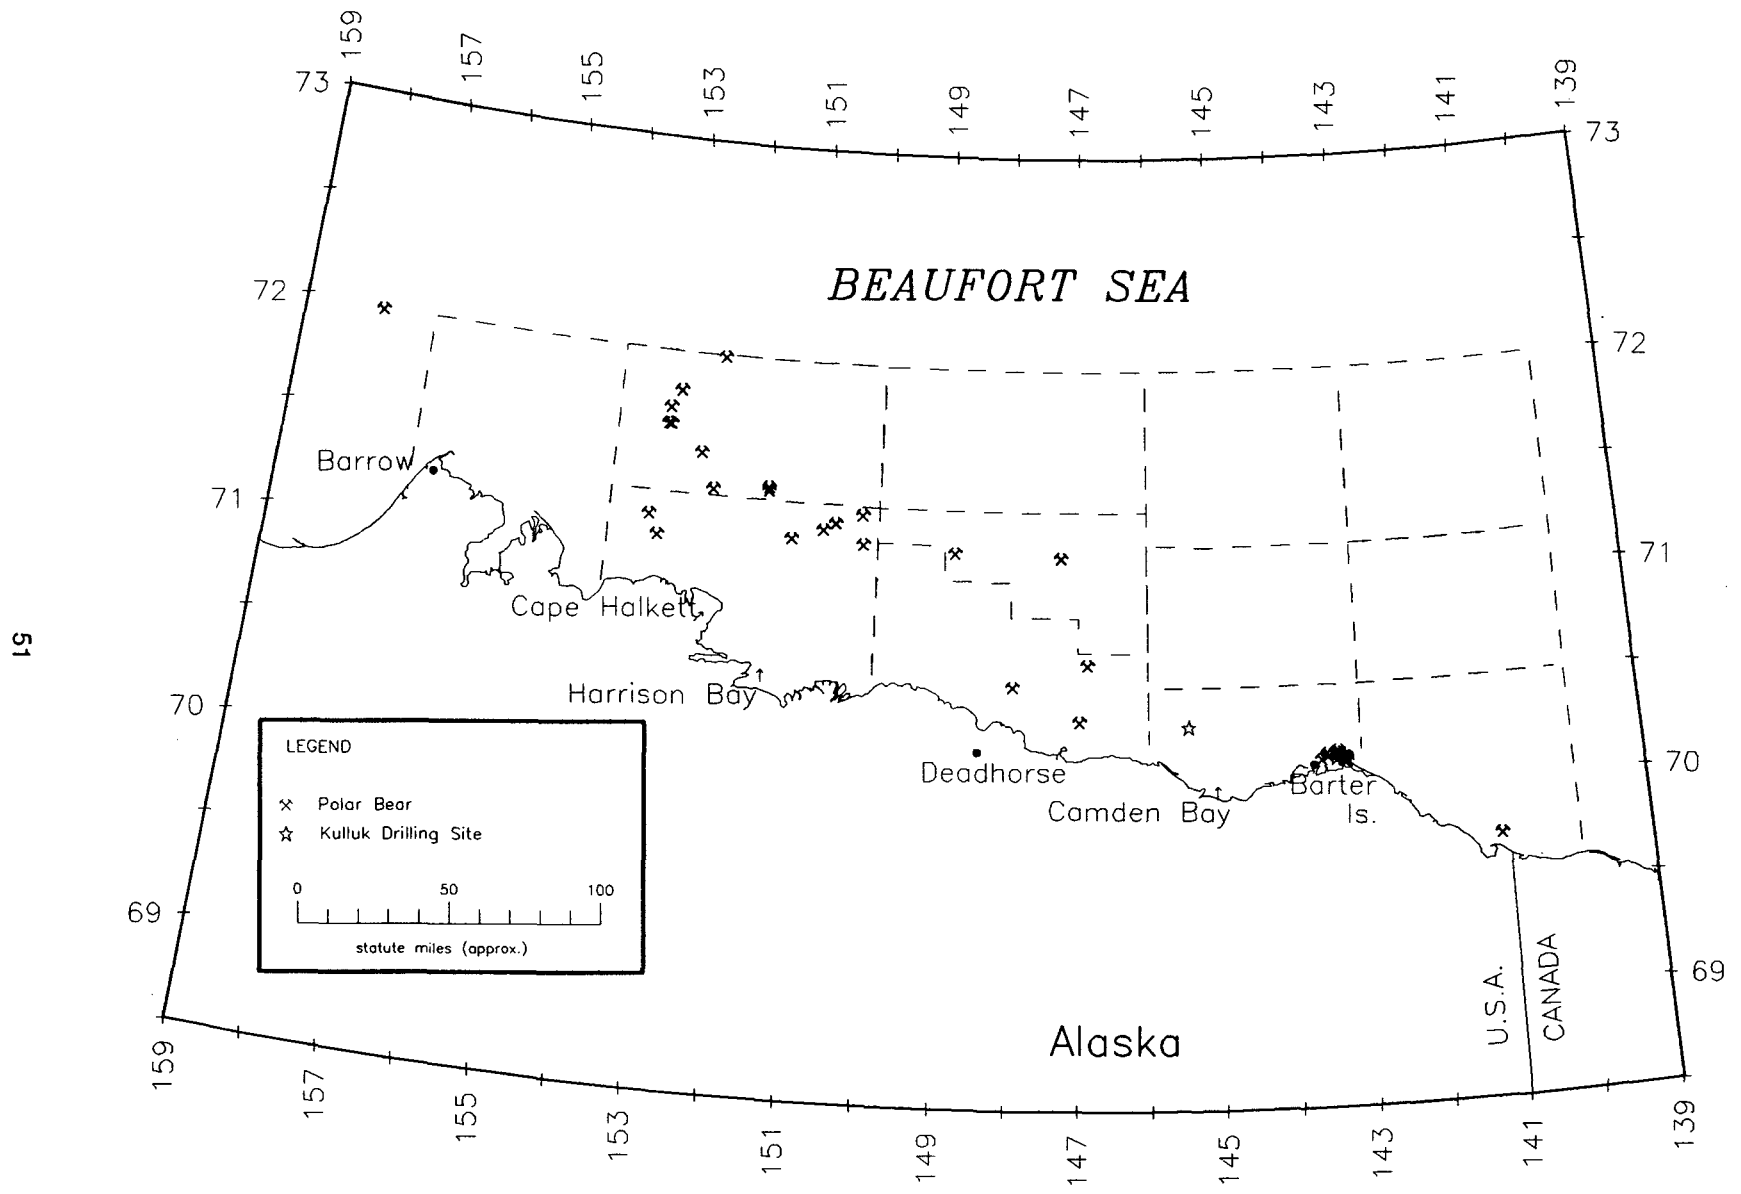 159 157 155 153 151 149 147 145 143 141 139
73 73
BEAUFORT SEA
72 72
Barrow
71 71
Cape Halkett
51
Harrison Bay
70 70
Deadhorse
Camden Bay
Barter
Is.
LEGEND
Polar Bear
Kulluk Drilling Site
0 50 100
statute miles (approx.)
69 69
U.S.A.
CANADA
Alaska
159 157 155 153 151 149 147 145 143 141 139